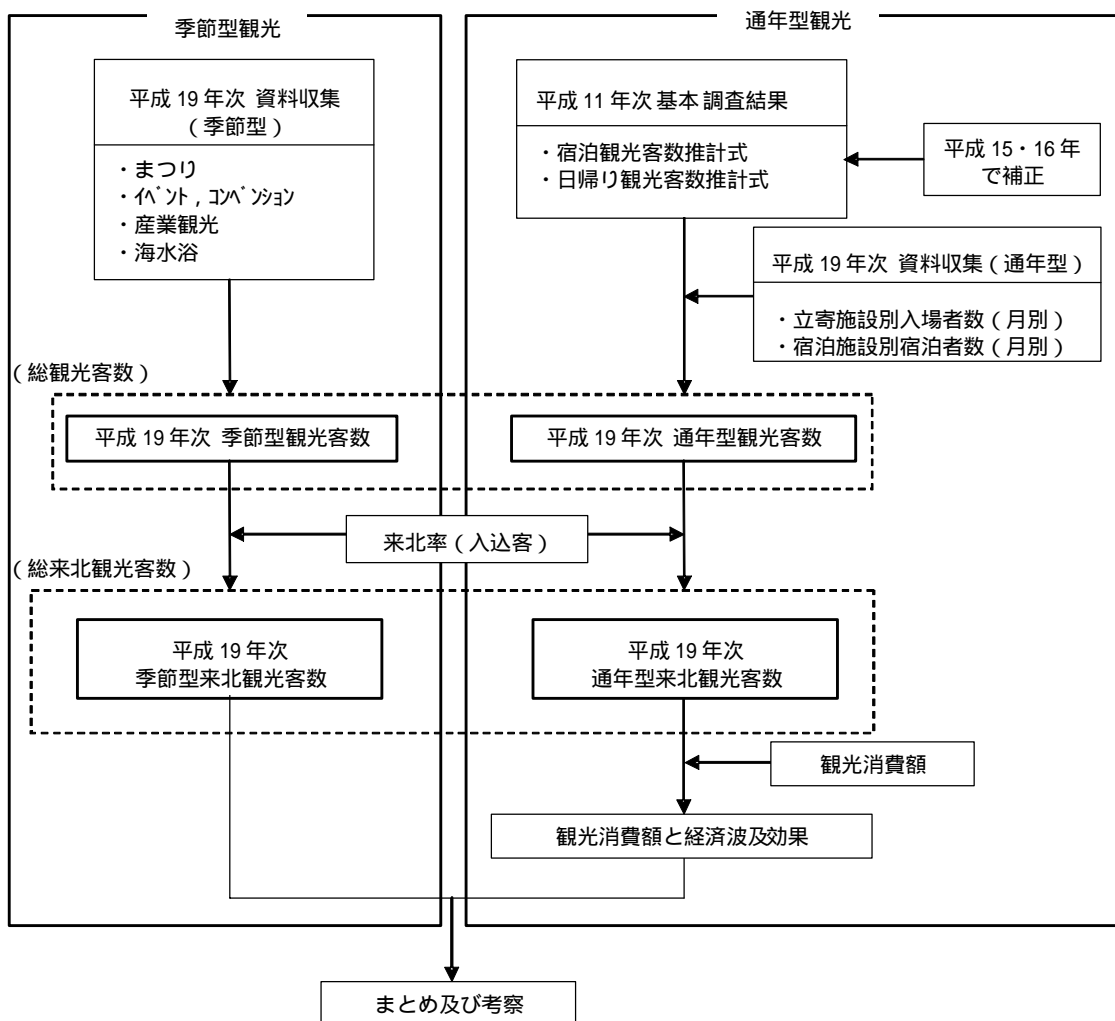 季節型観光
通年型観光
平成 19 年次 資料収集
（季節型）
・まつり
・ｲﾍﾞﾝﾄ，ｺﾝﾍﾞﾝｼｮﾝ
・産業観光
・海水浴
平成 11 年次 基本調査結果
・宿泊観光客数推計式
・日帰り観光客数推計式
平成 15・16 年
で補正
平成 19 年次 資料収集（通年型）
・立寄施設別入場者数（月別）
・宿泊施設別宿泊者数（月別）
（総観光客数）
平成 19 年次 季節型観光客数
平成 19 年次 通年型観光客数
来北率（入込客）
（総来北観光客数）
平成 19 年次
季節型来北観光客数
平成 19 年次
通年型来北観光客数
観光消費額
観光消費額と経済波及効果
まとめ及び考察